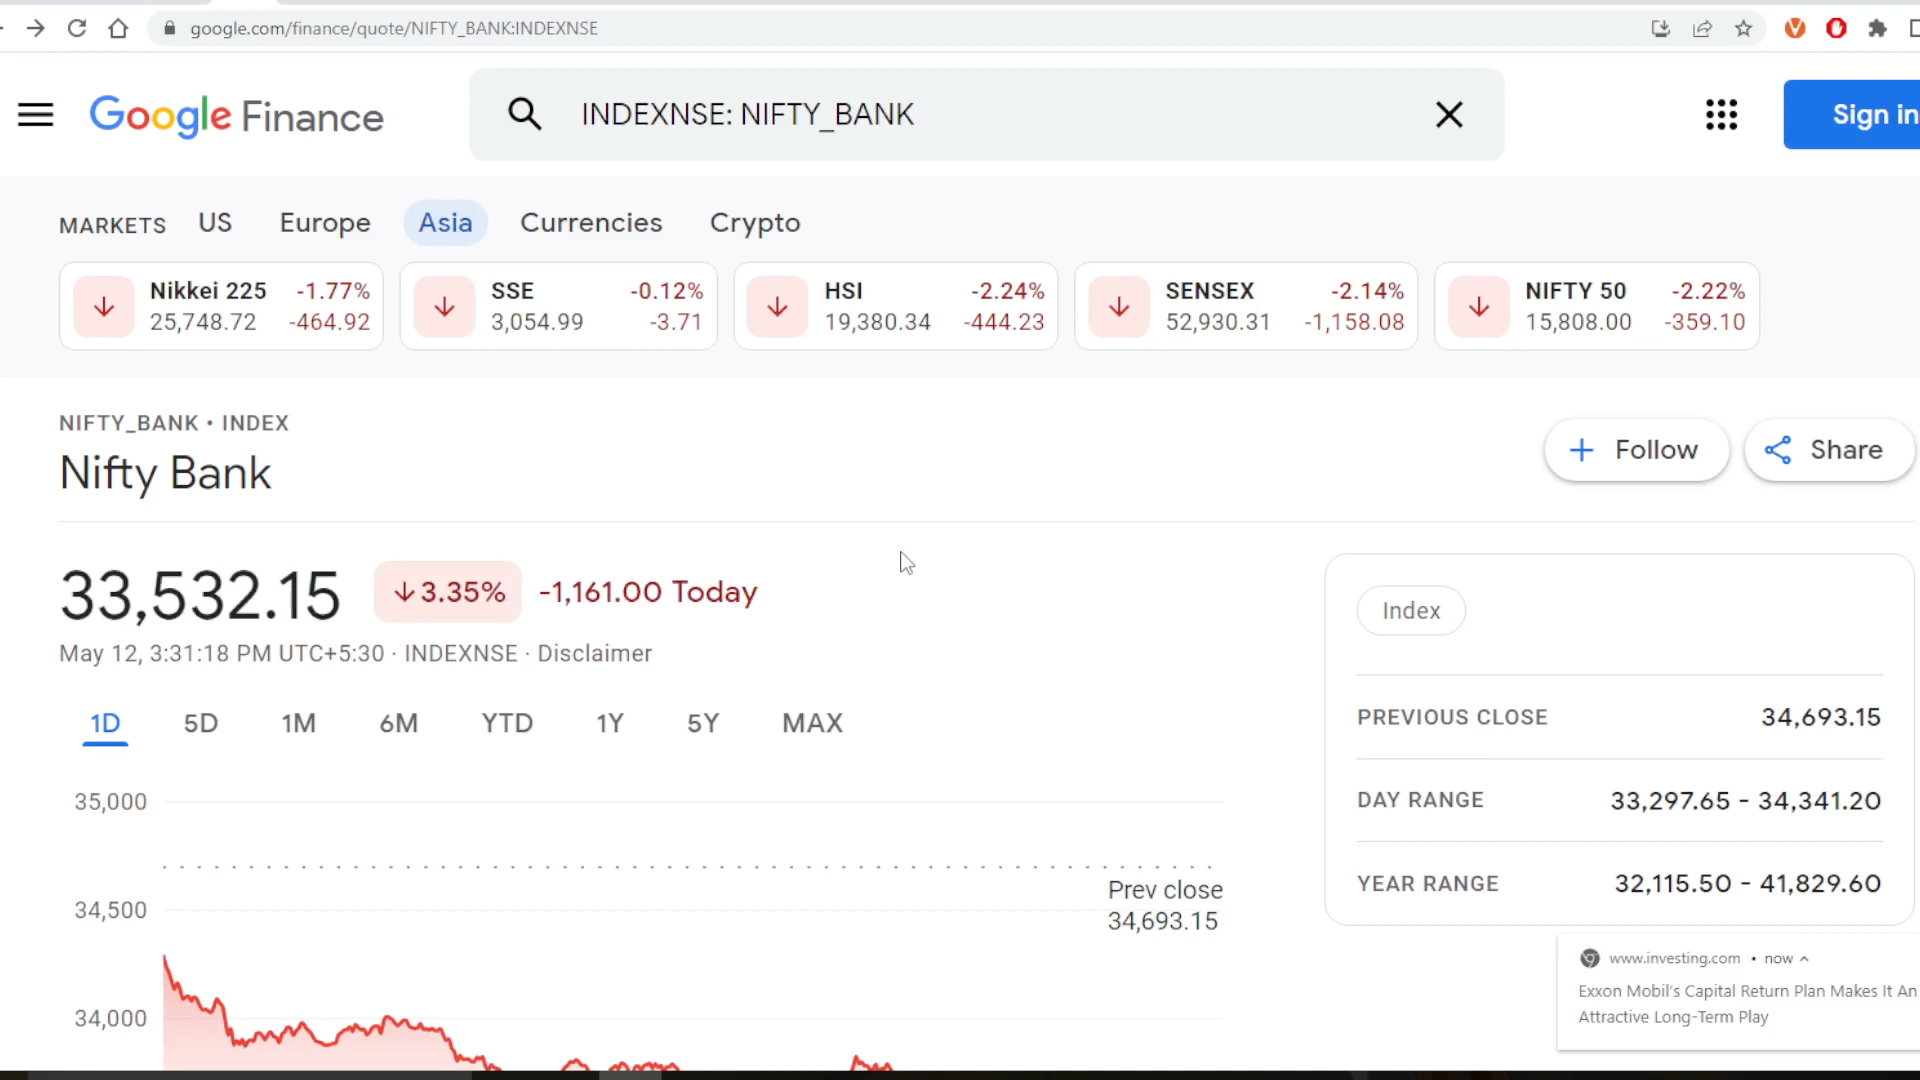 google.com/finance/quote/NIFTY_BANK:INDEXNSE
Google Finance
INDEXNSE: NIFTY_BANK
Sign in
MARKETS US Europe Asia Currencies Crypto
Nikkei 225 -1.77% SSE -0.12% HSI -2.24% SENSEX -2.14% NIFTY 50 -2.22%
25,748.72 -464.92 3,054.99 -3.71 19,380.34 -444.23 52,930.31 -1,158.08 15,808.00 -359.10
NIFTY_BANK • INDEX
Nifty Bank
Follow Share
33,532.15 ↓3.35% -1,161.00 Today
May 12, 3:31:18 PM UTC+5:30 · INDEXNSE · Disclaimer
1D 5D 1M 6M YTD 1Y 5Y MAX
35,000
34,500
34,000
Prev close
34,693.15
Index
PREVIOUS CLOSE 34,693.15
DAY RANGE 33,297.65 - 34,341.20
YEAR RANGE 32,115.50 - 41,829.60
www.investing.com • now
Exxon Mobil's Capital Return Plan Makes It An
Attractive Long-Term Play